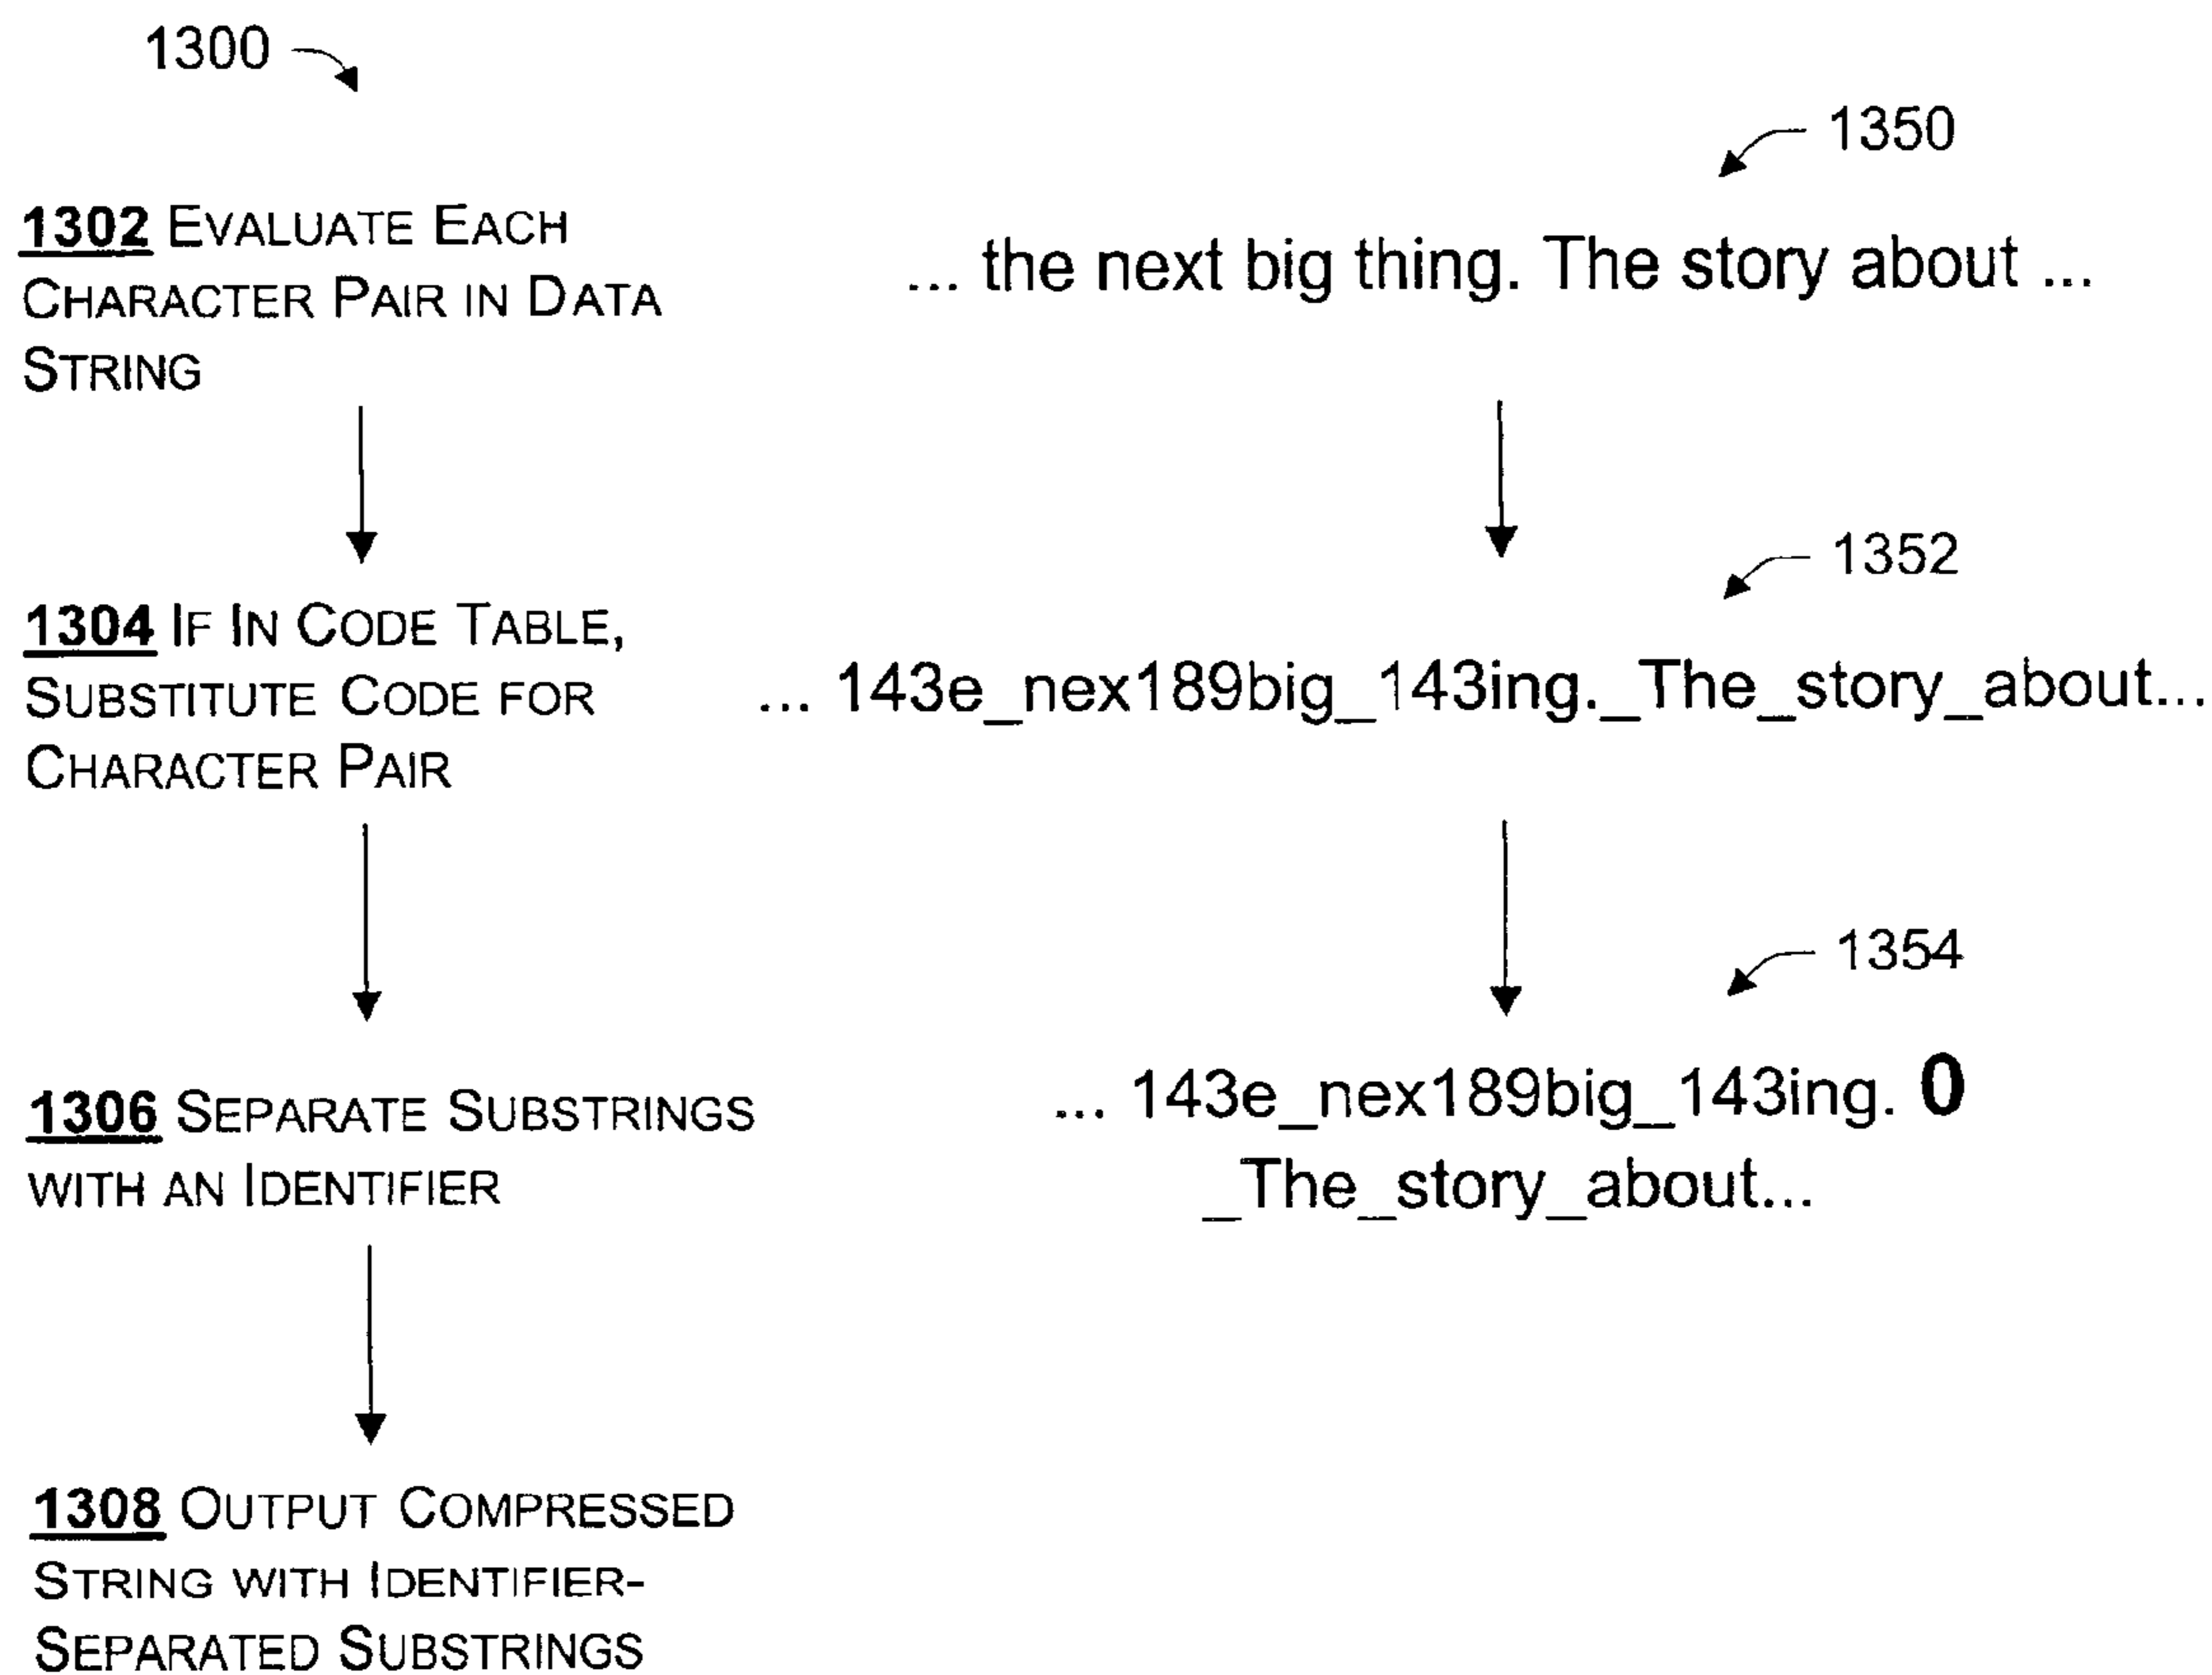 1300
1350
1302 EVALUATE EACH
CHARACTER PAIR IN DATA
STRING
... the next big thing. The story about ...
1352
1304 IF IN CODE TABLE,
SUBSTITUTE CODE FOR
CHARACTER PAIR
... 143e_nex189big_143ing._The_story_about...
1354
1306 SEPARATE SUBSTRINGS
WITH AN IDENTIFIER
... 143e_nex189big_143ing. 0
_The_story_about...
1308 OUTPUT COMPRESSED
STRING WITH IDENTIFIER-
SEPARATED SUBSTRINGS